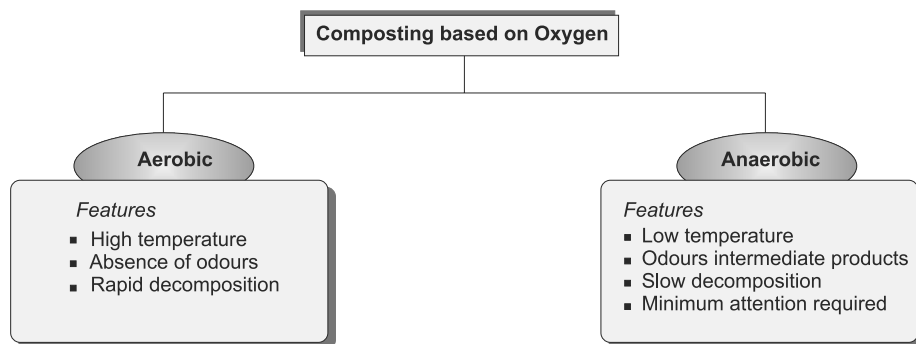 Composting based on Oxygen
Aerobic
Features
▪ High temperature
▪ Absence of odours
▪ Rapid decomposition
Anaerobic
Features
▪ Low temperature
▪ Odours intermediate products
▪ Slow decomposition
▪ Minimum attention required